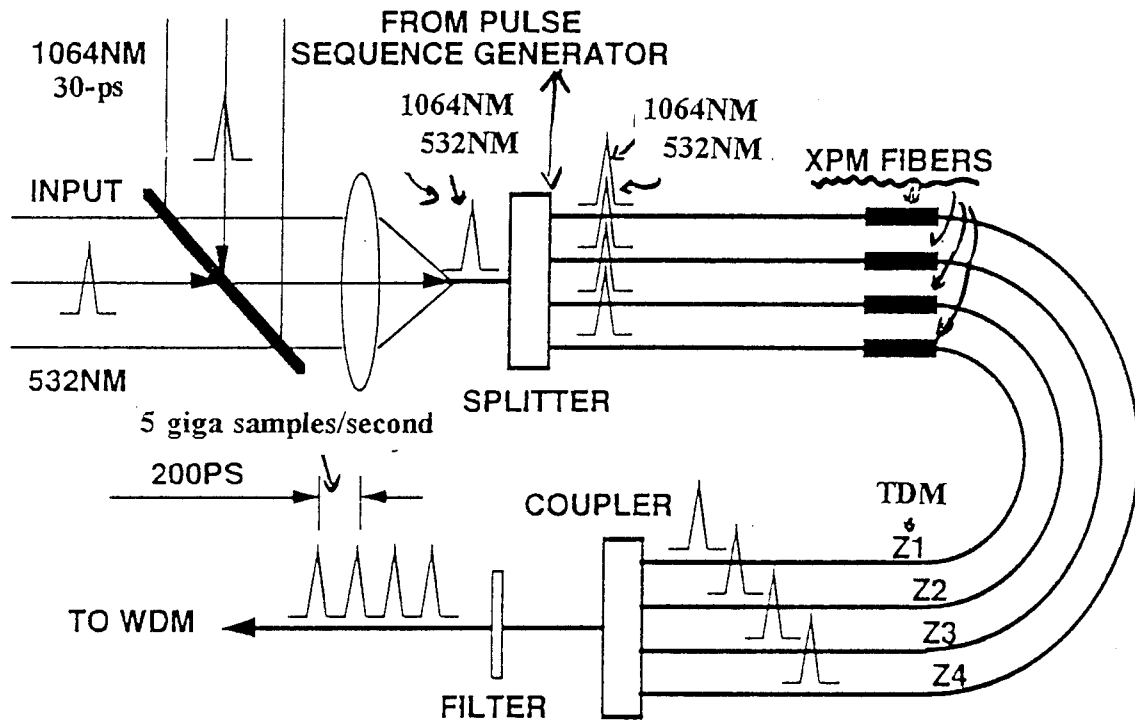 FROM PULSE
SEQUENCE GENERATOR
1064NM
30-ps
1064NM
532NM
1064NM
532NM
XPM FIBERS
INPUT
532NM
SPLITTER
5 giga samples/second
200PS
COUPLER
TDM
Z1
Z2
Z3
Z4
TO WDM
FILTER